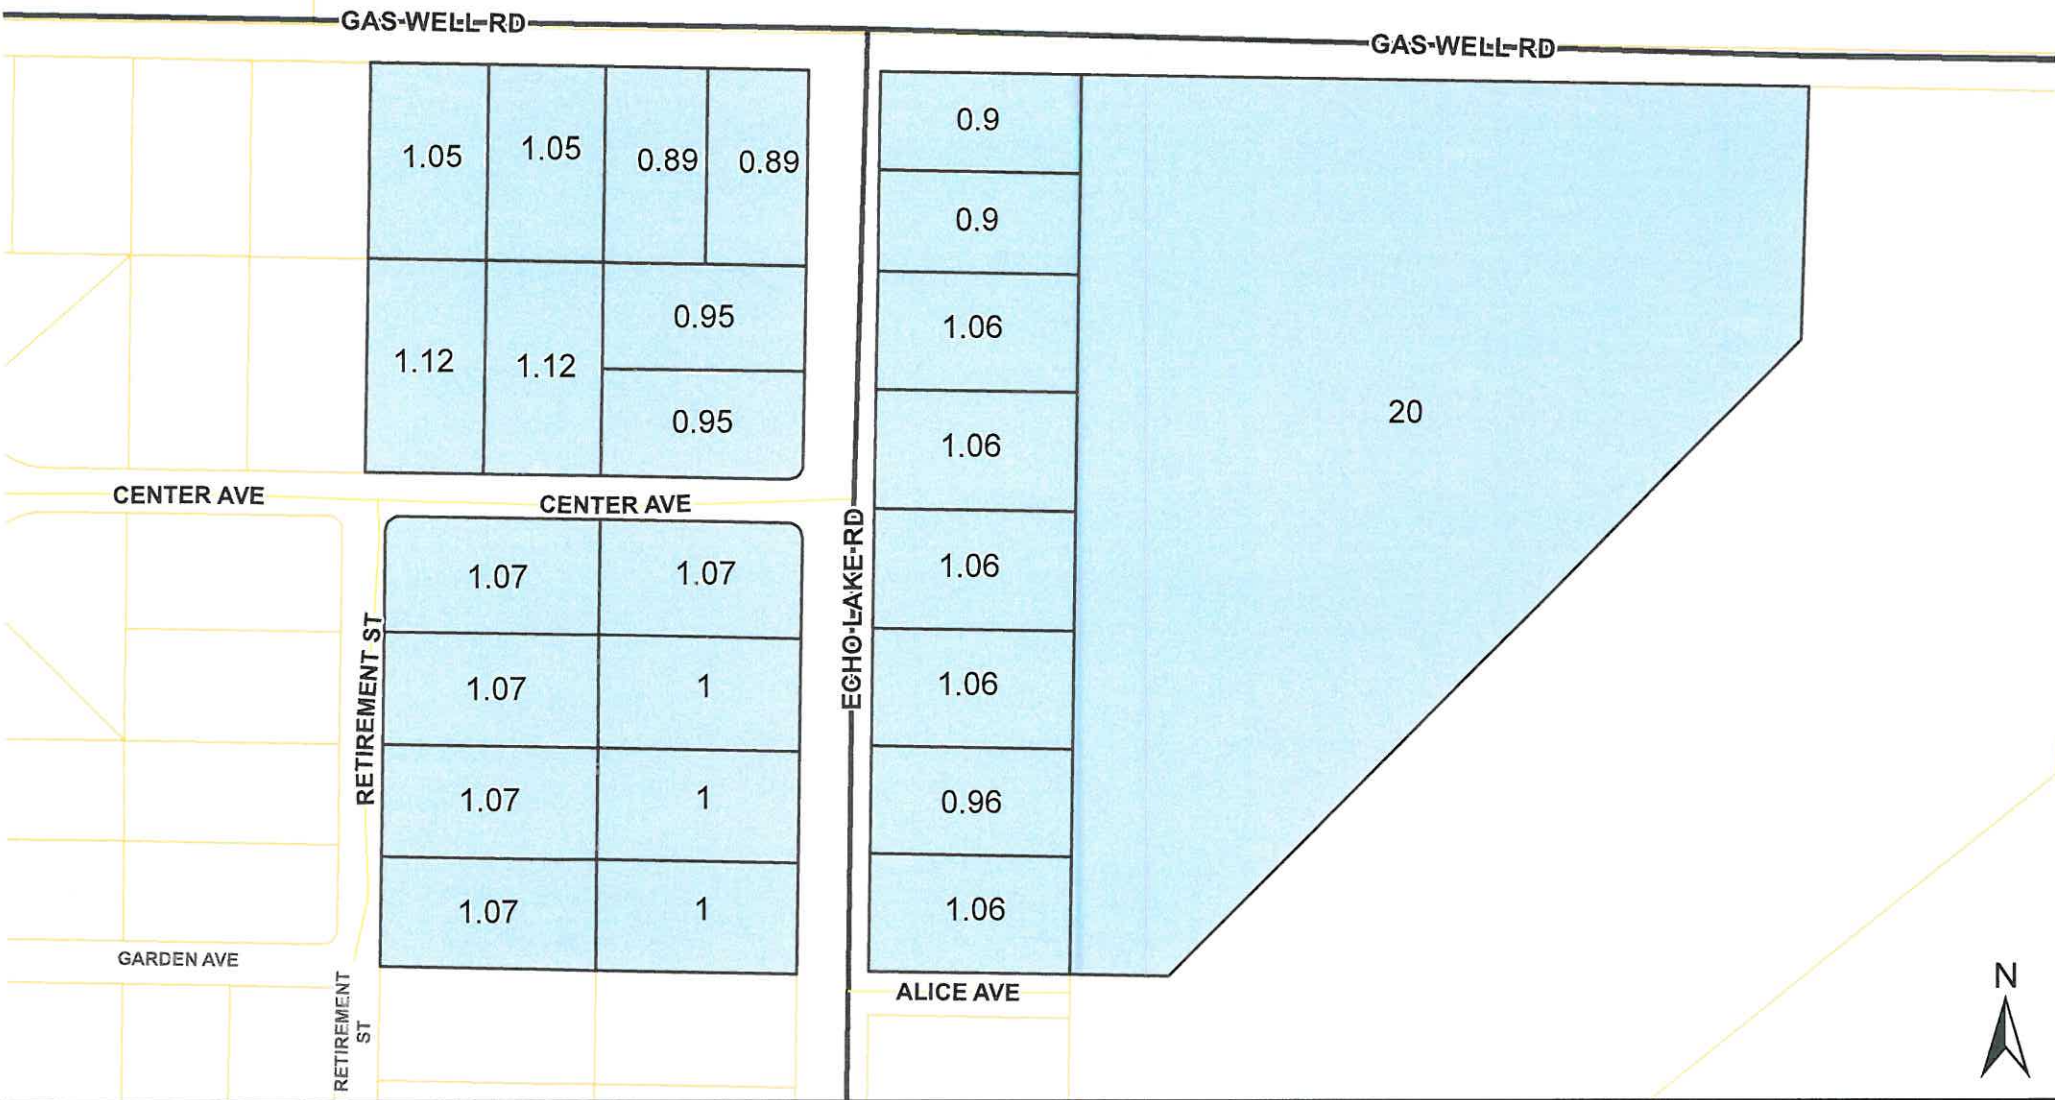 GAS-WELL-RD
GAS-WELL-RD
1.05
1.05
0.89
0.89
1.12
1.12
0.95
0.95
CENTER AVE
CENTER AVE
1.07
1.07
1.07
1
1.07
1
1.07
1
RETIREMENT ST
GARDEN AVE
RETIREMENT
ST
ECHO-LAKE-RD
0.9
0.9
1.06
1.06
1.06
1.06
0.96
1.06
ALICE AVE
20
N